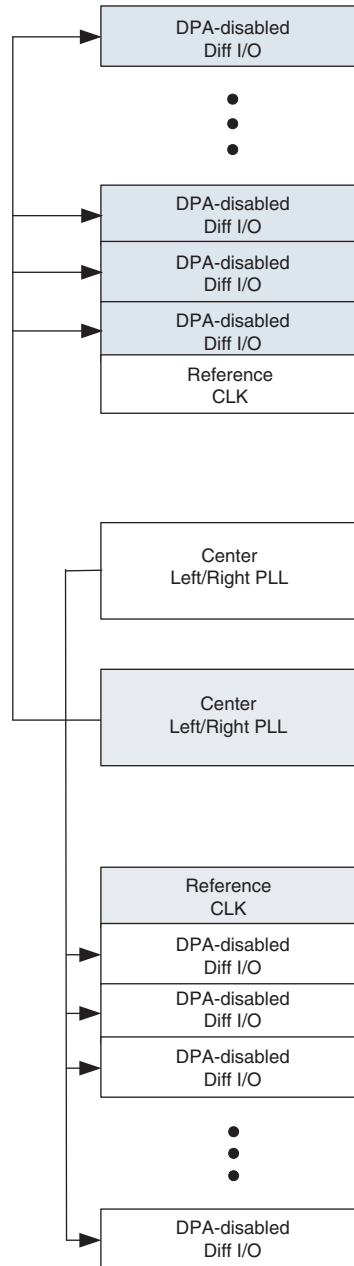 DPA-disabled
Diff I/O
DPA-disabled
Diff I/O
DPA-disabled
Diff I/O
DPA-disabled
Diff I/O
Reference
CLK
Center
Left/Right PLL
Center
Left/Right PLL
Reference
CLK
DPA-disabled
Diff I/O
DPA-disabled
Diff I/O
DPA-disabled
Diff I/O
DPA-disabled
Diff I/O